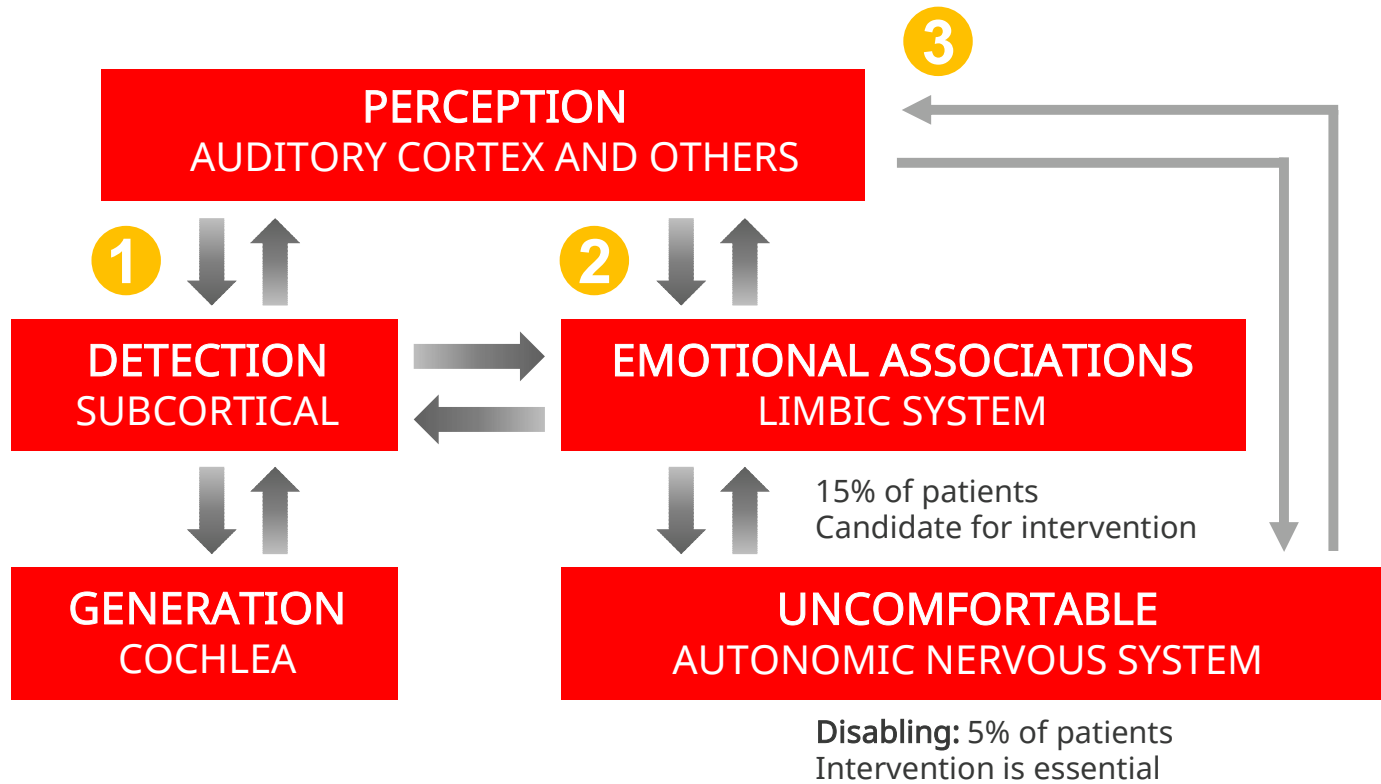 3
PERCEPTION
AUDITORY CORTEX AND OTHERS
1
2
DETECTION
SUBCORTICAL
EMOTIONAL ASSOCIATIONS
LIMBIC SYSTEM
15% of patients
Candidate for intervention
GENERATION
COCHLEA
UNCOMFORTABLE
AUTONOMIC NERVOUS SYSTEM
Disabling: 5% of patients
Intervention is essential